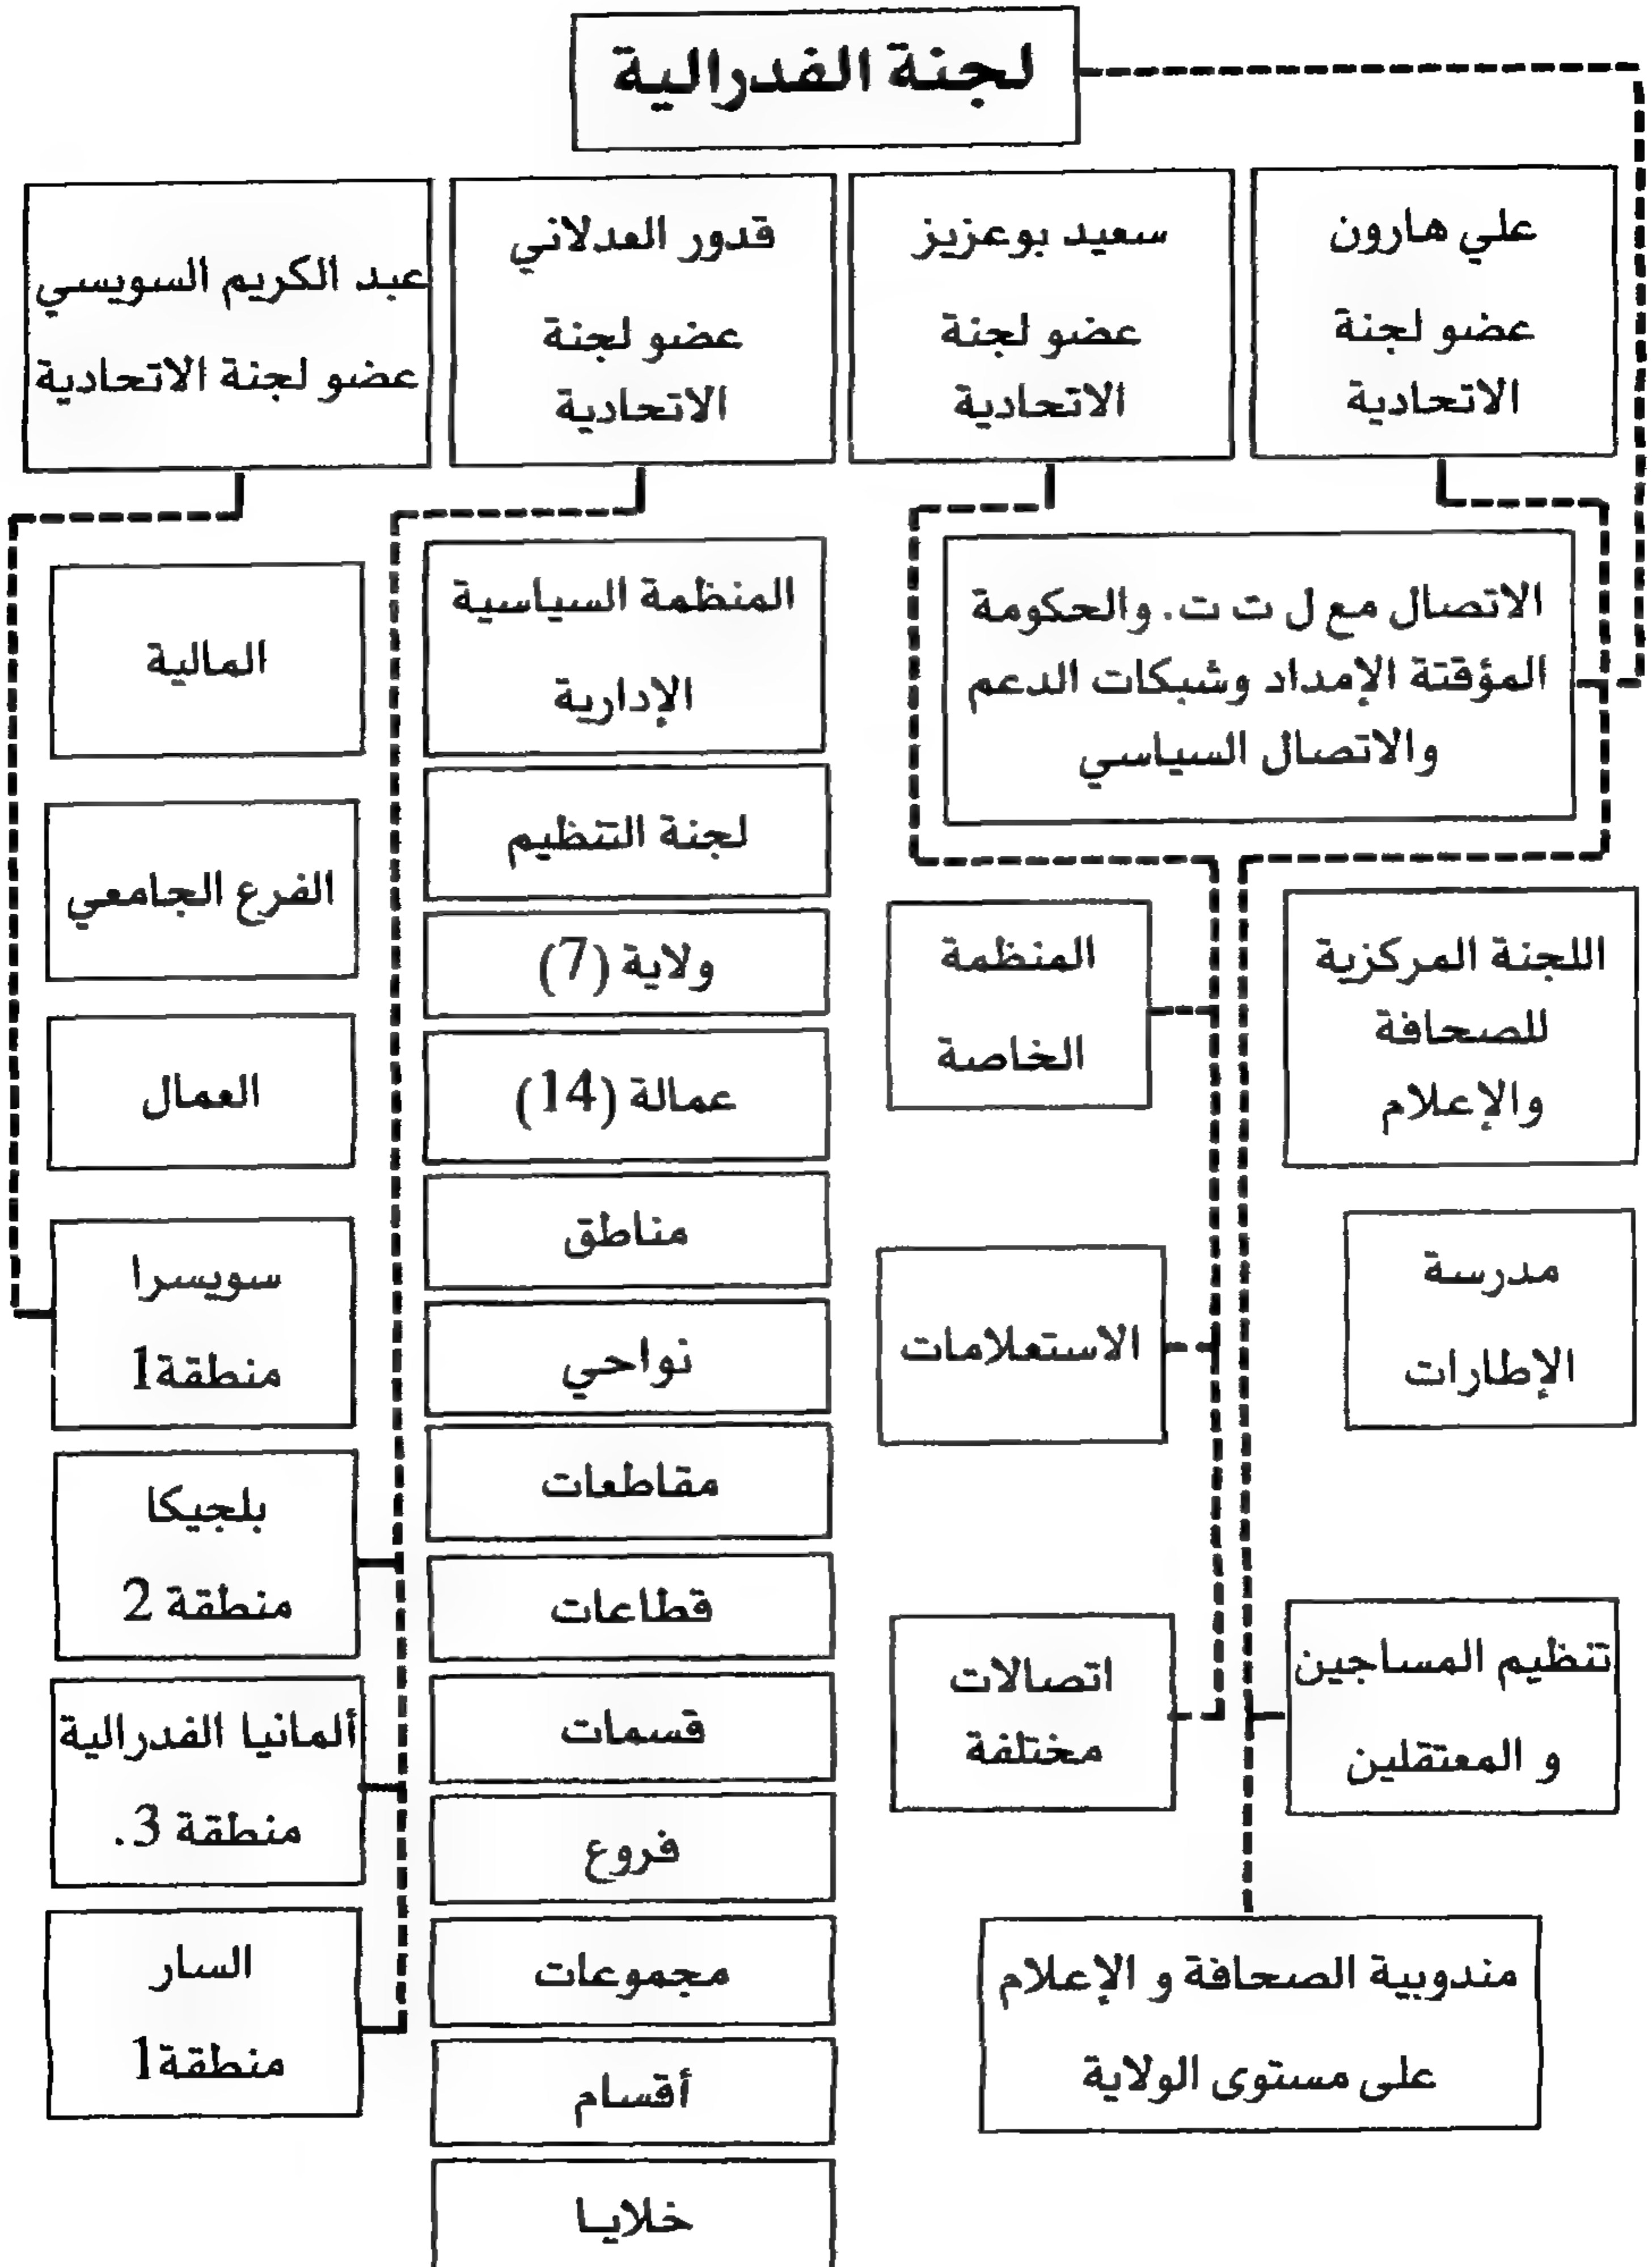 لجنة الفدرالية
علي هارون
عضو لجنة
الاتحادية
سعيد بوعزيز
عضو لجنة
الاتحادية
قدور العدلاني
عضو لجنة
الاتحادية
عبد الكريم السويسي
عضو لجنة الاتحادية
الاتصال مع ل ت ت. والحكومة
المؤقتة الإمداد وشبكات الدعم
والاتصال السياسي
اللجنة المركزية
للصحافة
والإعلام
مدرسة
الإطارات
تنظيم المساجين
و المعتقلين
مندوبية الصحافة و الإعلام
على مستوى الولاية
المنظمة
الخاصة
الاستعلامات
اتصالات
مختلفة
المنظمة السياسية
الإدارية
لجنة التنظيم
ولاية (7)
عمالة (14)
مناطق
نواحي
مقاطعات
قطاعات
قسمات
فروع
مجموعات
أقسام
خلايا
المالية
الفرع الجامعي
العمال
سويسرا
منطقة1
بلجيكا
منطقة 2
ألمانيا الفدرالية
منطقة 3.
السار
منطقة1